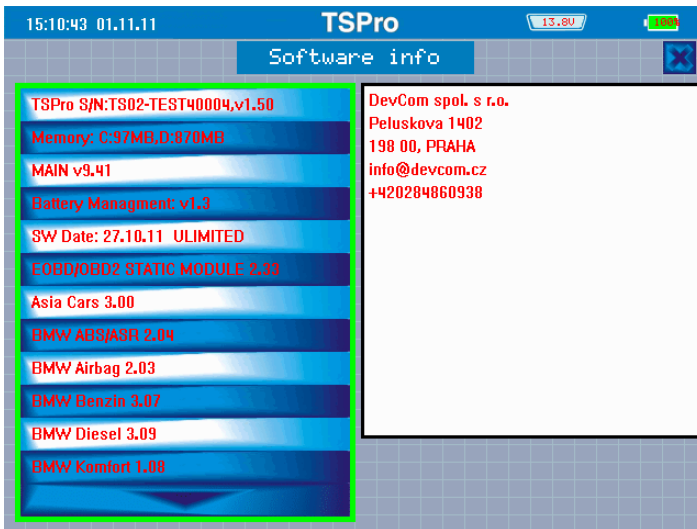 15:10:43 01.11.11
TSPro
13.8V
100%
Software info
TSPro S/N:TS02-TEST40004,v1.50
Memory: C:97MB,D:870MB
MAIN v9.41
Battery Managment: v1.3
SW Date: 27.10.11 ULIMITED
EOBD/OBD2 STATIC MODULE 2.33
Asia Cars 3.00
BMW ABS/ASR 2.04
BMW Airbag 2.03
BMW Benzin 3.07
BMW Diesel 3.09
BMW Komfort 1.08
DevCom spol. s r.o.
Peluskova 1402
198 00, PRAHA
info@devcom.cz
+420284860938